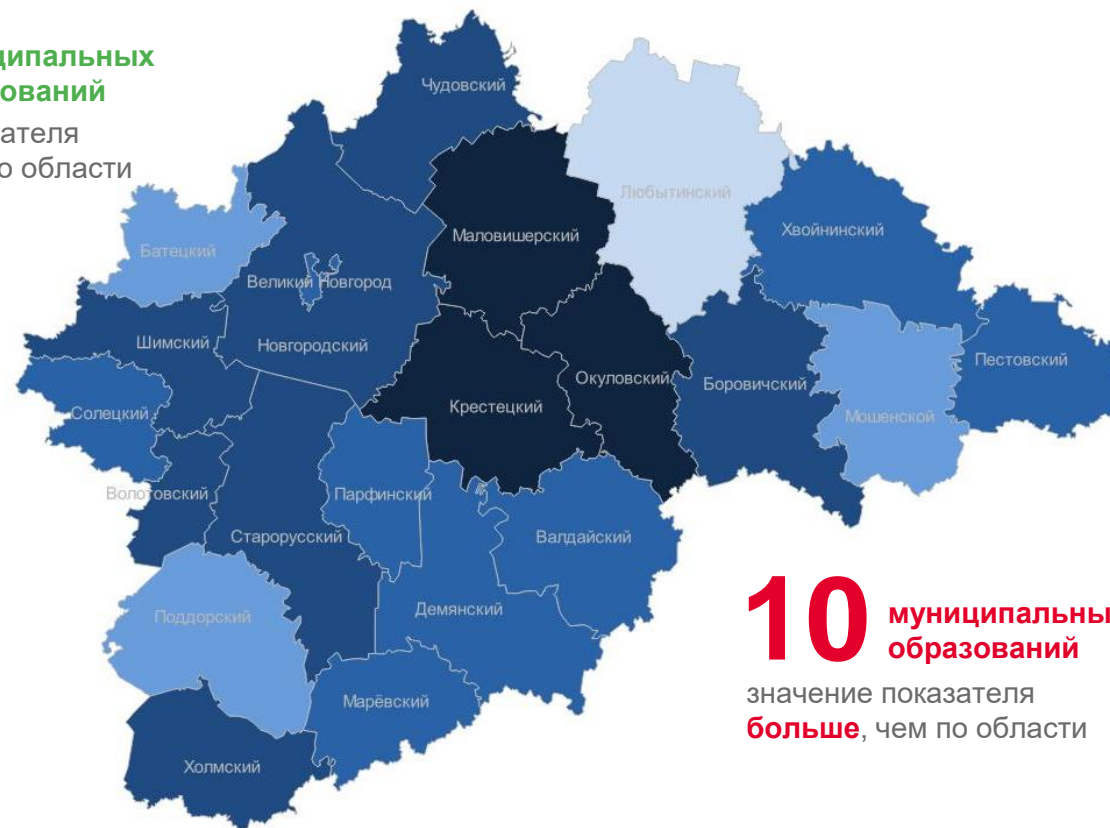 ципальных
ований
ателя
о области
Чудовский
Любытинский
Маловишерский
Хвойнинский
Батецкий
Великий Новгород
Шимский
Новгородский
Пестовский
Окуловский
Боровичский
Крестецкий
Солецкий
Мошенской
Волотовский
Парфинский
Старорусский
Валдайский
Поддорский
Демянский
Марёвский
Холмский
10
муниципальны
образований
значение показателя
больше, чем по области